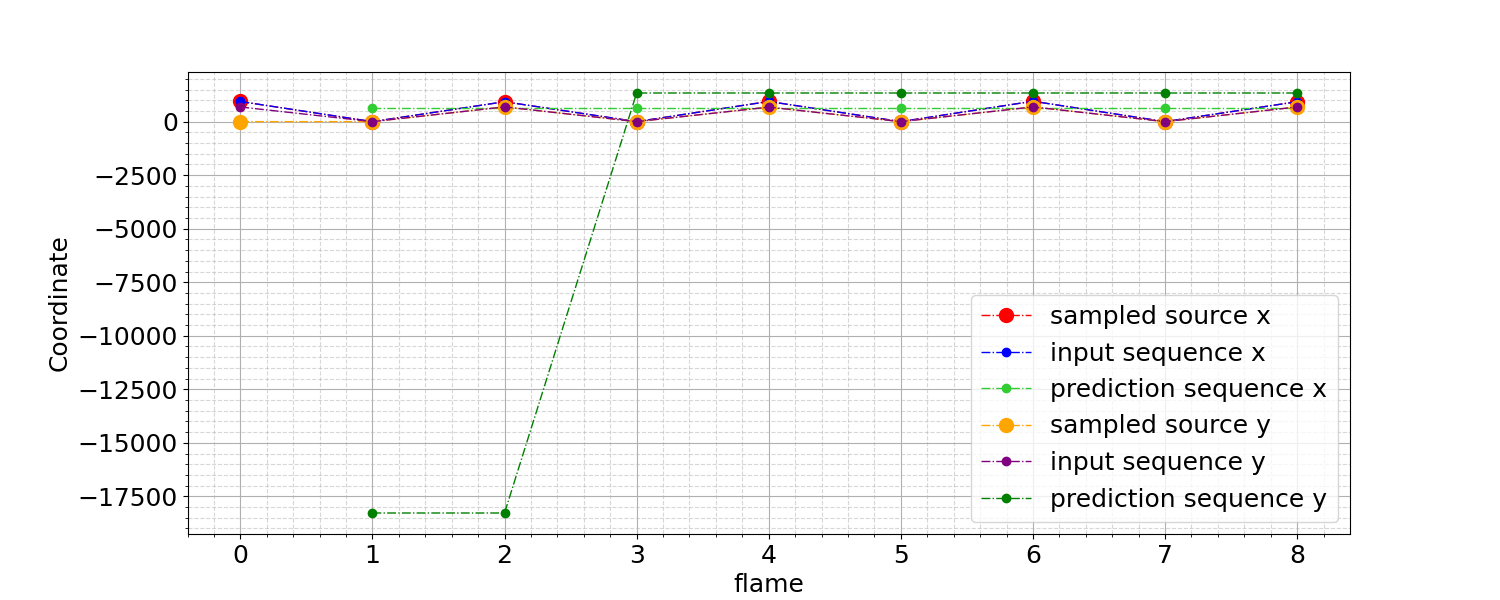 0
−2500
−5000
−7500
−10000
−12500
−15000
−17500
Coordinate
sampled source x
input sequence x
prediction sequence x
sampled source y
input sequence y
prediction sequence y
0 1 2 3 4 5 6 7 8
flame